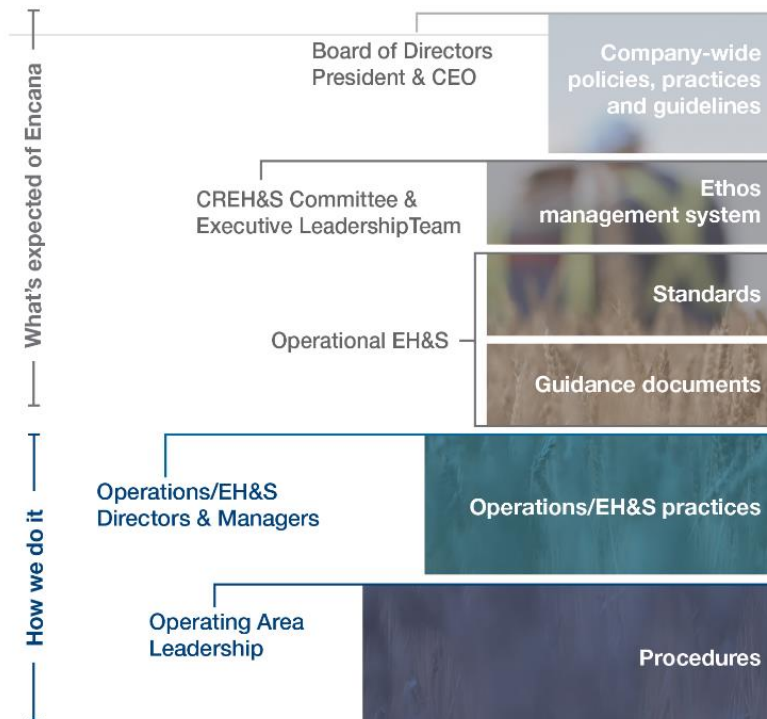 What's expected of Encana
Board of Directors
President & CEO
Company-wide
policies, practices
and guidelines
CREH&S Committee &
Executive LeadershipTeam
Ethos
management system
Operational EH&S
Standards
Guidance documents
How we do it
Operations/EH&S
Directors & Managers
Operations/EH&S practices
Operating Area
Leadership
Procedures